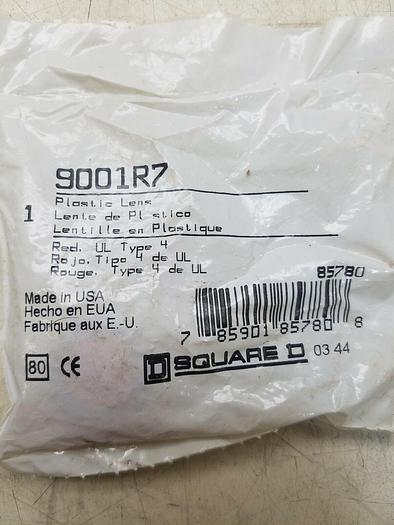 9001R7
1
Plastic Lens
Lente de Plastico
Lentille en Plastique
Red. UL Type 4
Rojo. Tipo 4 de UL
Rouge. Type 4 de UL
85780
Made in USA
Hecho en EUA
Fabrique aux E.-U.
7 85901 85780 8
80 CE
D SQUARE D 03 44